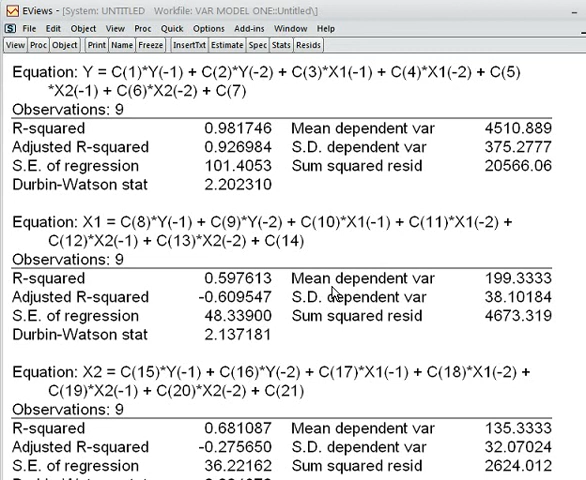 EViews - [System: UNTITLED Workfile: VAR MODEL ONE::Untitled\]
File Edit Object View Proc Quick Options Add-ins Window Help
View Proc Object Print Name Freeze InsertTxt Estimate Spec Stats Resids
Equation: Y = C(1)*Y(-1) + C(2)*Y(-2) + C(3)*X1(-1) + C(4)*X1(-2) + C(5)
*X2(-1) + C(6)*X2(-2) + C(7)
Observations: 9
R-squared 0.981746 Mean dependent var 4510.889
Adjusted R-squared 0.926984 S.D. dependent var 375.2777
S.E. of regression 101.4053 Sum squared resid 20566.06
Durbin-Watson stat 2.202310
Equation: X1 = C(8)*Y(-1) + C(9)*Y(-2) + C(10)*X1(-1) + C(11)*X1(-2) +
C(12)*X2(-1) + C(13)*X2(-2) + C(14)
Observations: 9
R-squared 0.597613 Mean dependent var 199.3333
Adjusted R-squared -0.609547 S.D. dependent var 38.10184
S.E. of regression 48.33900 Sum squared resid 4673.319
Durbin-Watson stat 2.137181
Equation: X2 = C(15)*Y(-1) + C(16)*Y(-2) + C(17)*X1(-1) + C(18)*X1(-2) +
C(19)*X2(-1) + C(20)*X2(-2) + C(21)
Observations: 9
R-squared 0.681087 Mean dependent var 135.3333
Adjusted R-squared -0.275650 S.D. dependent var 32.07024
S.E. of regression 36.22162 Sum squared resid 2624.012